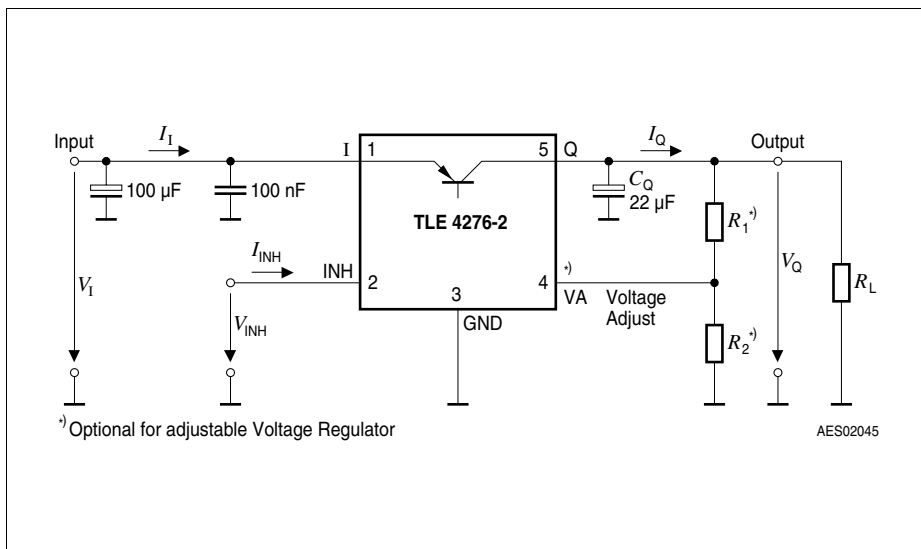 Input
I_I
I
1
5
Q
I_Q
Output
100 µF
100 nF
C_Q
22 µF
TLE 4276-2
R_1*)
I_INH
INH
2
3
4
*)
VA
Voltage
Adjust
V_I
V_INH
GND
V_Q
R_L
R_2*)
*)Optional for adjustable Voltage Regulator
AES02045